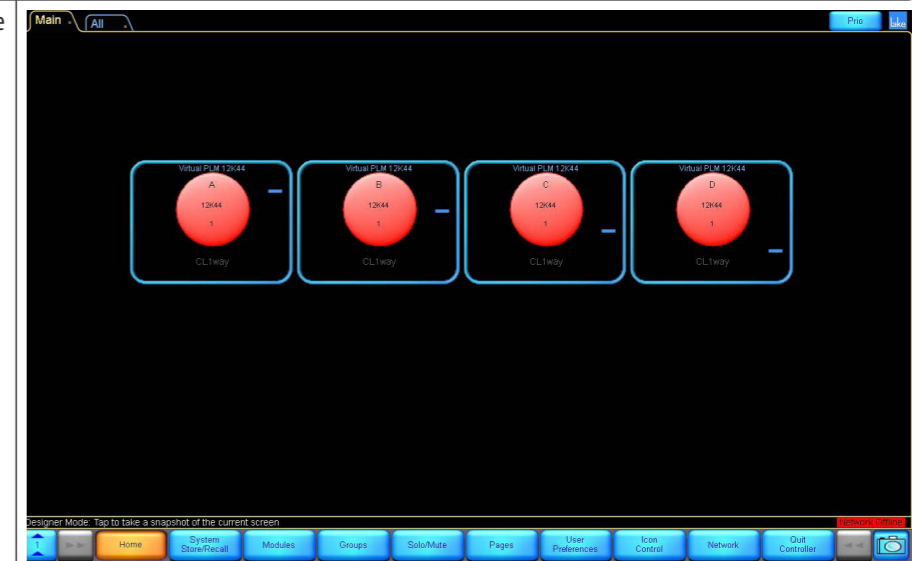 e
Main
All
Prio
lake
Virtual PLM 12K44
A
12K44
1
CL1way
Virtual PLM 12K44
B
12K44
1
CL1way
Virtual PLM 12K44
C
12K44
1
CL1way
Virtual PLM 12K44
D
12K44
1
CL1way
Designer Mode: Tap to take a snapshot of the current screen
Network Offline
1
Home
System
Store/Recall
Modules
Groups
Solo/Mute
Pages
User
Preferences
Icon
Control
Network
Quit
Controller